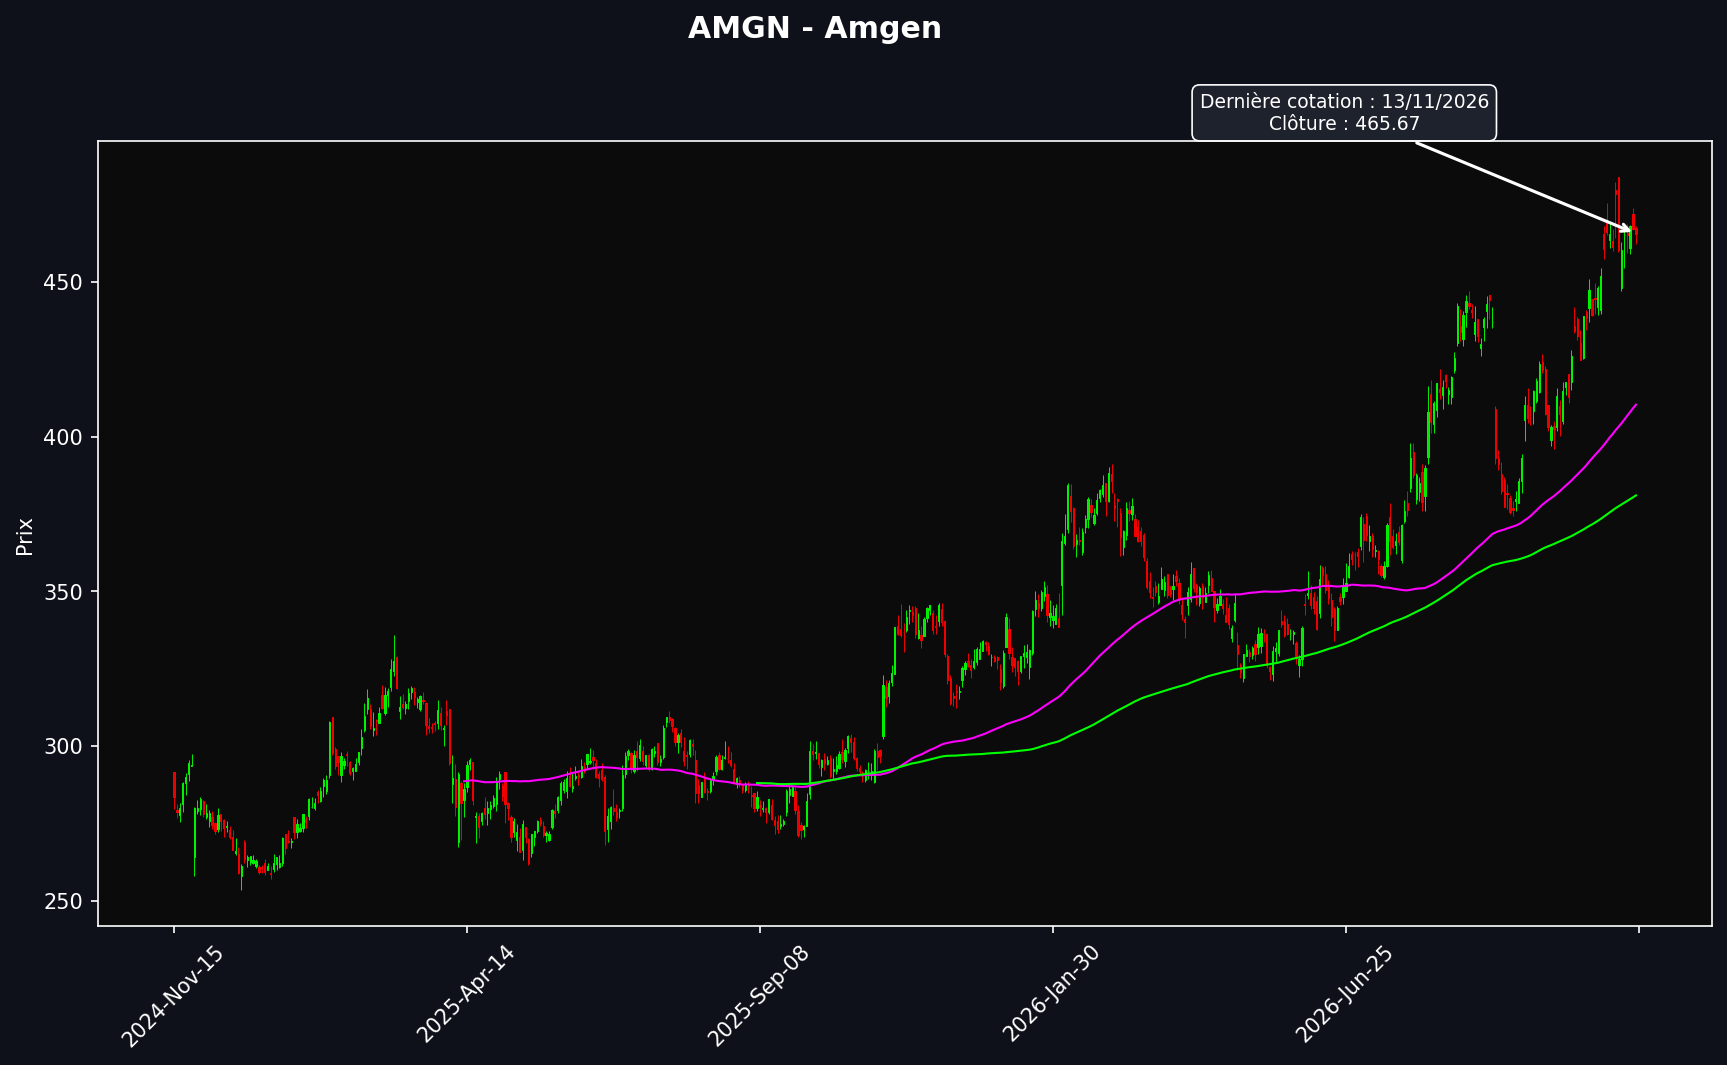 AMGN - Amgen
Dernière cotation : 13/11/2026
Clôture : 465.67
Prix
450
400
350
300
250
2024-Nov-15
2025-Apr-14
2025-Sep-08
2026-Jan-30
2026-Jun-25